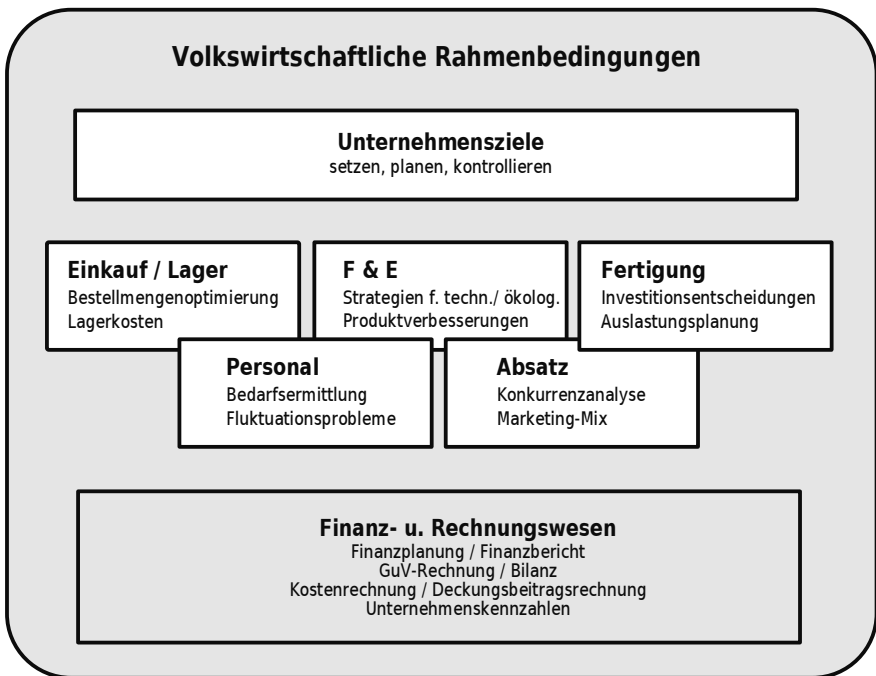 Volkswirtschaftliche Rahmenbedingungen
Unternehmensziele
setzen, planen, kontrollieren
Einkauf / Lager
Bestellmengenoptimierung
Lagerkosten
F & E
Strategien f. techn./ ökolog.
Produktverbesserungen
Fertigung
Investitionsentscheidungen
Auslastungsplanung
Personal
Bedarfsermittlung
Fluktuationsprobleme
Absatz
Konkurrenzanalyse
Marketing-Mix
Finanz- u. Rechnungswesen
Finanzplanung / Finanzbericht
GuV-Rechnung / Bilanz
Kostenrechnung / Deckungsbeitragsrechnung
Unternehmenskennzahlen